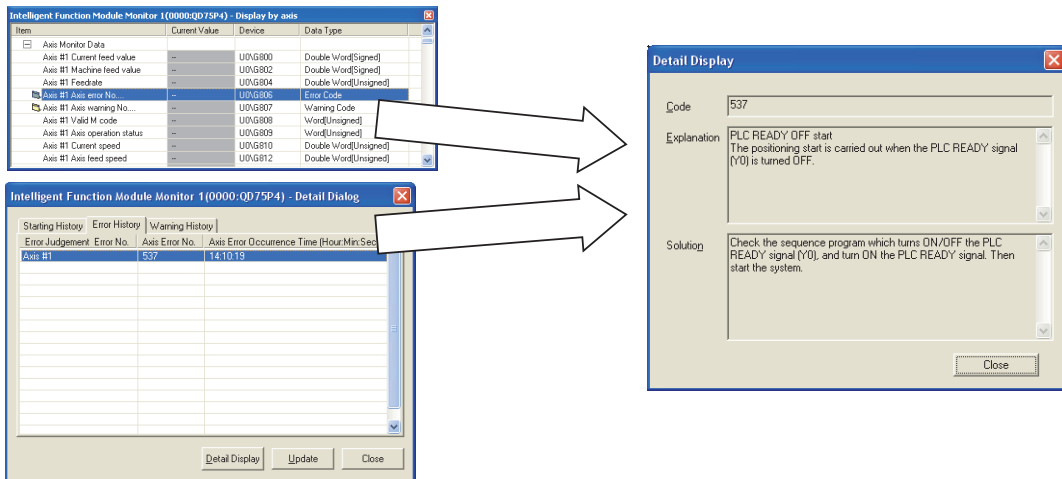 Intelligent Function Module Monitor 1(0000:QD75P4) - Display by axis
Item Current Value Device Data Type
Axis Monitor Data
Axis #1 Current feed value -- U0\G800 Double Word[Signed]
Axis #1 Machine feed value -- U0\G802 Double Word[Signed]
Axis #1 Feedrate -- U0\G804 Double Word[Unsigned]
Axis #1 Axis error No.... -- U0\G806 Error Code
Axis #1 Axis warning No.... -- U0\G807 Warning Code
Axis #1 Valid M code -- U0\G808 Word[Unsigned]
Axis #1 Axis operation status -- U0\G809 Word[Unsigned]
Axis #1 Current speed -- U0\G810 Double Word[Unsigned]
Axis #1 Axis feed speed -- U0\G812 Double Word[Unsigned]
Intelligent Function Module Monitor 1(0000:QD75P4) - Detail Dialog
Starting History Error History Warning History
Error Judgement Error No. Axis Error No. Axis Error Occurrence Time (Hour:Min:Sec
Axis #1 537 14:10:19
Detail Display Update Close
Detail Display
Code 537
Explanation PLC READY OFF start
The positioning start is carried out when the PLC READY signal
(Y0) is turned OFF.
Solution Check the sequence program which turns ON/OFF the PLC
READY signal (Y0), and turn ON the PLC READY signal. Then
start the system.
Close